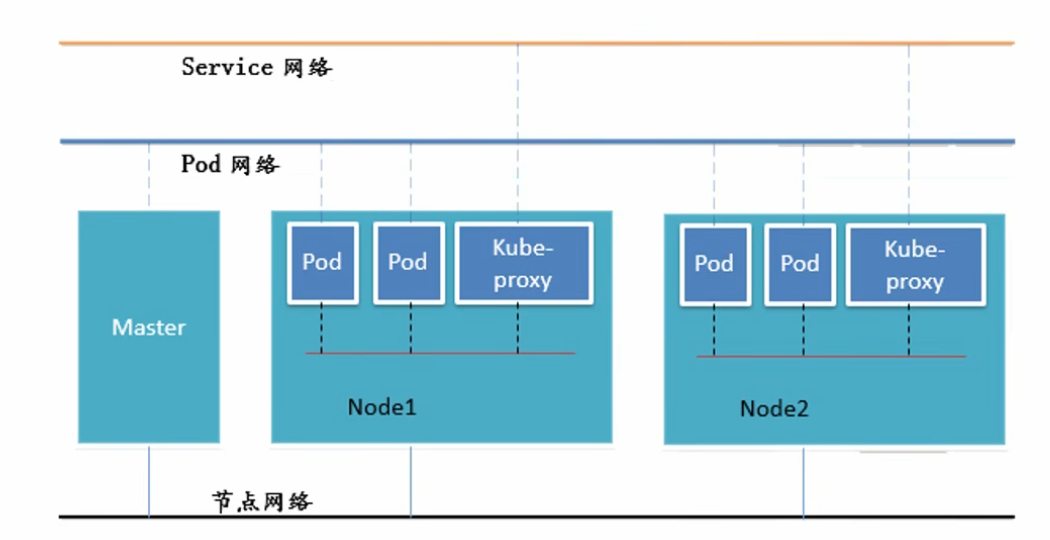 Service 网络
Pod 网络
Pod
Pod
Kube-
proxy
Pod
Pod
Kube-
proxy
Master
Node1
Node2
节点网络